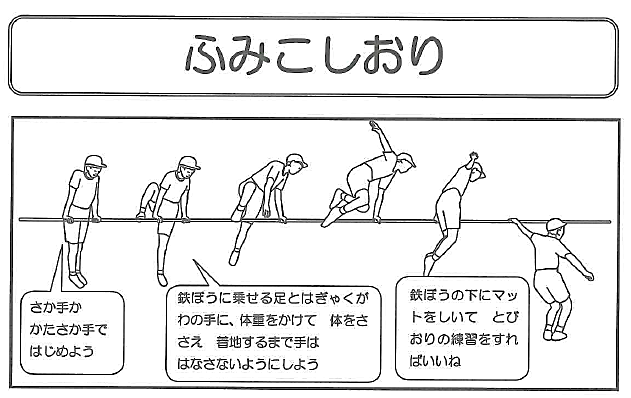 ふみこしおり
さか手か
かたさか手で
はじめよう
鉄ぼうに乗せる足とはぎゃくが
わの手に、体重をかけて　体をさ
さえ　着地するまで手は
はなさないようにしよう
鉄ぼうの下にマッ
トをしいて　とび
おりの練習をすれ
ばいいね